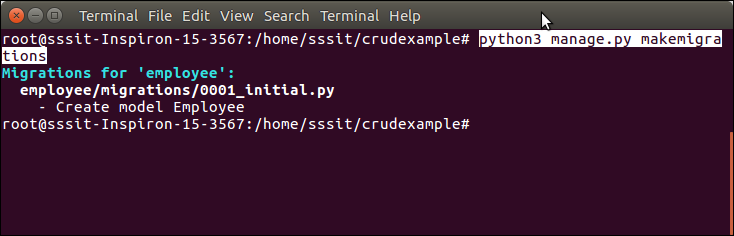 Terminal File Edit View Search Terminal Help
root@sssit-Inspiron-15-3567:/home/sssit/crudexample# python3 manage.py makemigra
tions
Migrations for 'employee':
  employee/migrations/0001_initial.py
    - Create model Employee
root@sssit-Inspiron-15-3567:/home/sssit/crudexample#